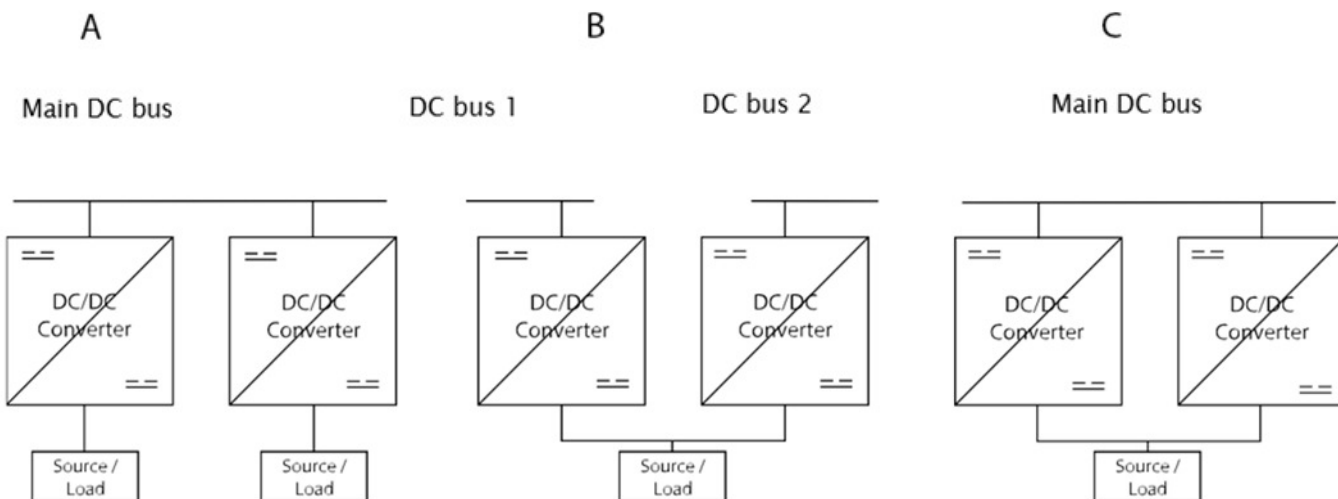 A
B
C
Main DC bus
DC bus 1
DC bus 2
Main DC bus
DC/DC
Converter
DC/DC
Converter
DC/DC
Converter
DC/DC
Converter
DC/DC
Converter
DC/DC
Converter
Source /
Load
Source /
Load
Source /
Load
Source /
Load